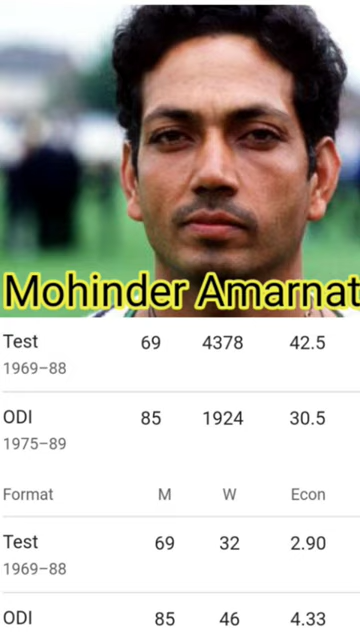 Mohinder Amarnat
Test 69 4378 42.5
1969–88
ODI 85 1924 30.5
1975–89
Format M W Econ
Test 69 32 2.90
1969–88
ODI 85 46 4.33